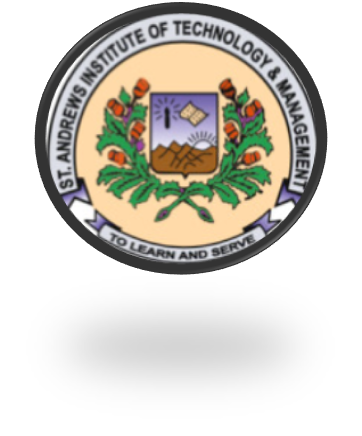 ST. ANDREWS INSTITUTE OF TECHNOLOGY & MANAGEMENT
TO LEARN AND SERVE